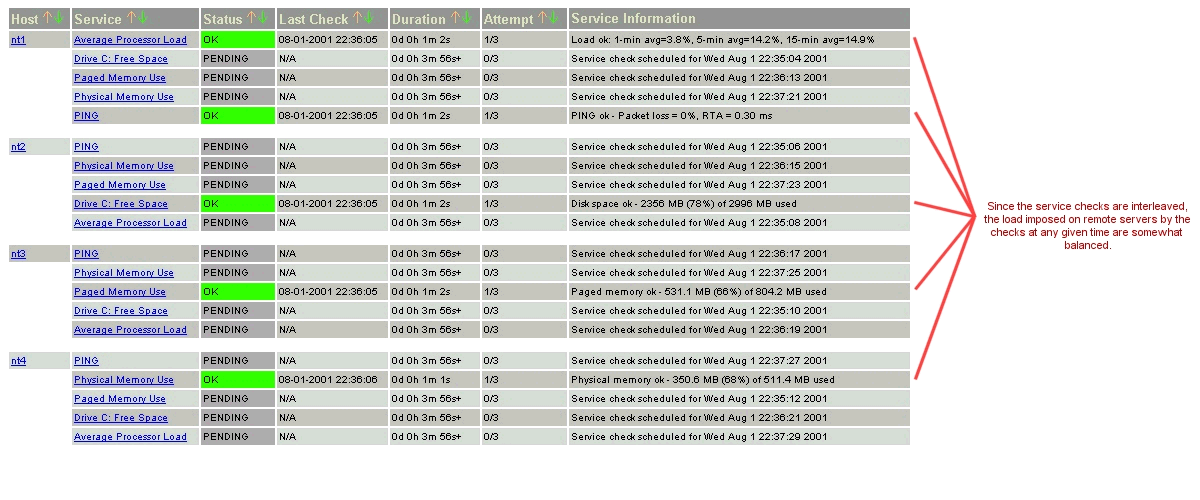 Host Service Status Last Check Duration Attempt Service Information
nt1 Average Processor Load OK 08-01-2001 22:36:05 0d 0h 1m 2s 1/3 Load ok: 1-min avg=3.8%, 5-min avg=14.2%, 15-min avg=14.9%
Drive C: Free Space PENDING N/A 0d 0h 3m 56s+ 0/3 Service check scheduled for Wed Aug 1 22:35:04 2001
Paged Memory Use PENDING N/A 0d 0h 3m 56s+ 0/3 Service check scheduled for Wed Aug 1 22:36:13 2001
Physical Memory Use PENDING N/A 0d 0h 3m 56s+ 0/3 Service check scheduled for Wed Aug 1 22:37:21 2001
PING OK 08-01-2001 22:36:05 0d 0h 1m 2s 1/3 PING ok - Packet loss = 0%, RTA = 0.30 ms
nt2 PING PENDING N/A 0d 0h 3m 56s+ 0/3 Service check scheduled for Wed Aug 1 22:35:06 2001
Physical Memory Use PENDING N/A 0d 0h 3m 56s+ 0/3 Service check scheduled for Wed Aug 1 22:36:15 2001
Paged Memory Use PENDING N/A 0d 0h 3m 56s+ 0/3 Service check scheduled for Wed Aug 1 22:37:23 2001
Drive C: Free Space OK 08-01-2001 22:36:05 0d 0h 1m 2s 1/3 Disk space ok - 2356 MB (78%) of 2996 MB used
Average Processor Load PENDING N/A 0d 0h 3m 56s+ 0/3 Service check scheduled for Wed Aug 1 22:35:08 2001
nt3 PING PENDING N/A 0d 0h 3m 56s+ 0/3 Service check scheduled for Wed Aug 1 22:36:17 2001
Physical Memory Use PENDING N/A 0d 0h 3m 56s+ 0/3 Service check scheduled for Wed Aug 1 22:37:25 2001
Paged Memory Use OK 08-01-2001 22:36:05 0d 0h 1m 2s 1/3 Paged memory ok - 531.1 MB (66%) of 804.2 MB used
Drive C: Free Space PENDING N/A 0d 0h 3m 56s+ 0/3 Service check scheduled for Wed Aug 1 22:35:10 2001
Average Processor Load PENDING N/A 0d 0h 3m 56s+ 0/3 Service check scheduled for Wed Aug 1 22:36:19 2001
nt4 PING PENDING N/A 0d 0h 3m 56s+ 0/3 Service check scheduled for Wed Aug 1 22:37:27 2001
Physical Memory Use OK 08-01-2001 22:36:06 0d 0h 1m 1s 1/3 Physical memory ok - 350.6 MB (68%) of 511.4 MB used
Paged Memory Use PENDING N/A 0d 0h 3m 56s+ 0/3 Service check scheduled for Wed Aug 1 22:35:12 2001
Drive C: Free Space PENDING N/A 0d 0h 3m 56s+ 0/3 Service check scheduled for Wed Aug 1 22:36:21 2001
Average Processor Load PENDING N/A 0d 0h 3m 56s+ 0/3 Service check scheduled for Wed Aug 1 22:37:29 2001
Since the service checks are interleaved,
the load imposed on remote servers by the
checks at any given time are somewhat
balanced.